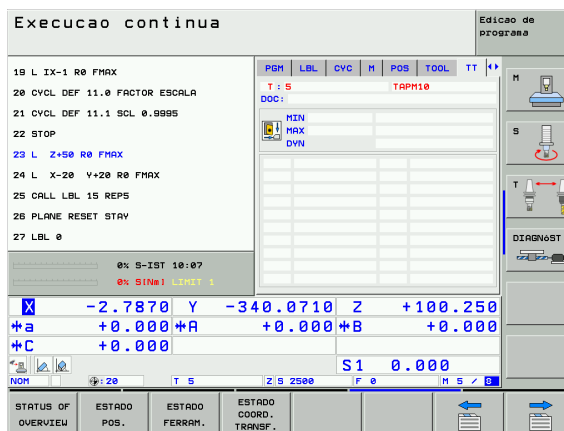 Execucao continua
Edicao de
programa
19 L IX-1 R0 FMAX
20 CYCL DEF 11.0 FACTOR ESCALA
21 CYCL DEF 11.1 SCL 0.9995
22 STOP
23 L Z+50 R0 FMAX
24 L X-20 Y+20 R0 FMAX
25 CALL LBL 15 REP5
26 PLANE RESET STAY
27 LBL 0
PGM LBL CYC M POS TOOL TT
T : 5 TAPM10
DOC:
MIN
MAX
DYN
M
S
T
DIAGNóST
0% S-IST 10:07
0% S[Nm] LIMIT 1
X -2.7870 Y -340.0710 Z +100.250
a +0.000 A +0.000 B +0.000
C +0.000
S1 0.000
NOM : 20 T 5 Z S 2500 F 0 M 5 / 8
STATUS OF
OVERVIEW
ESTADO
POS.
ESTADO
FERRAM.
ESTADO
COORD.
TRANSF.